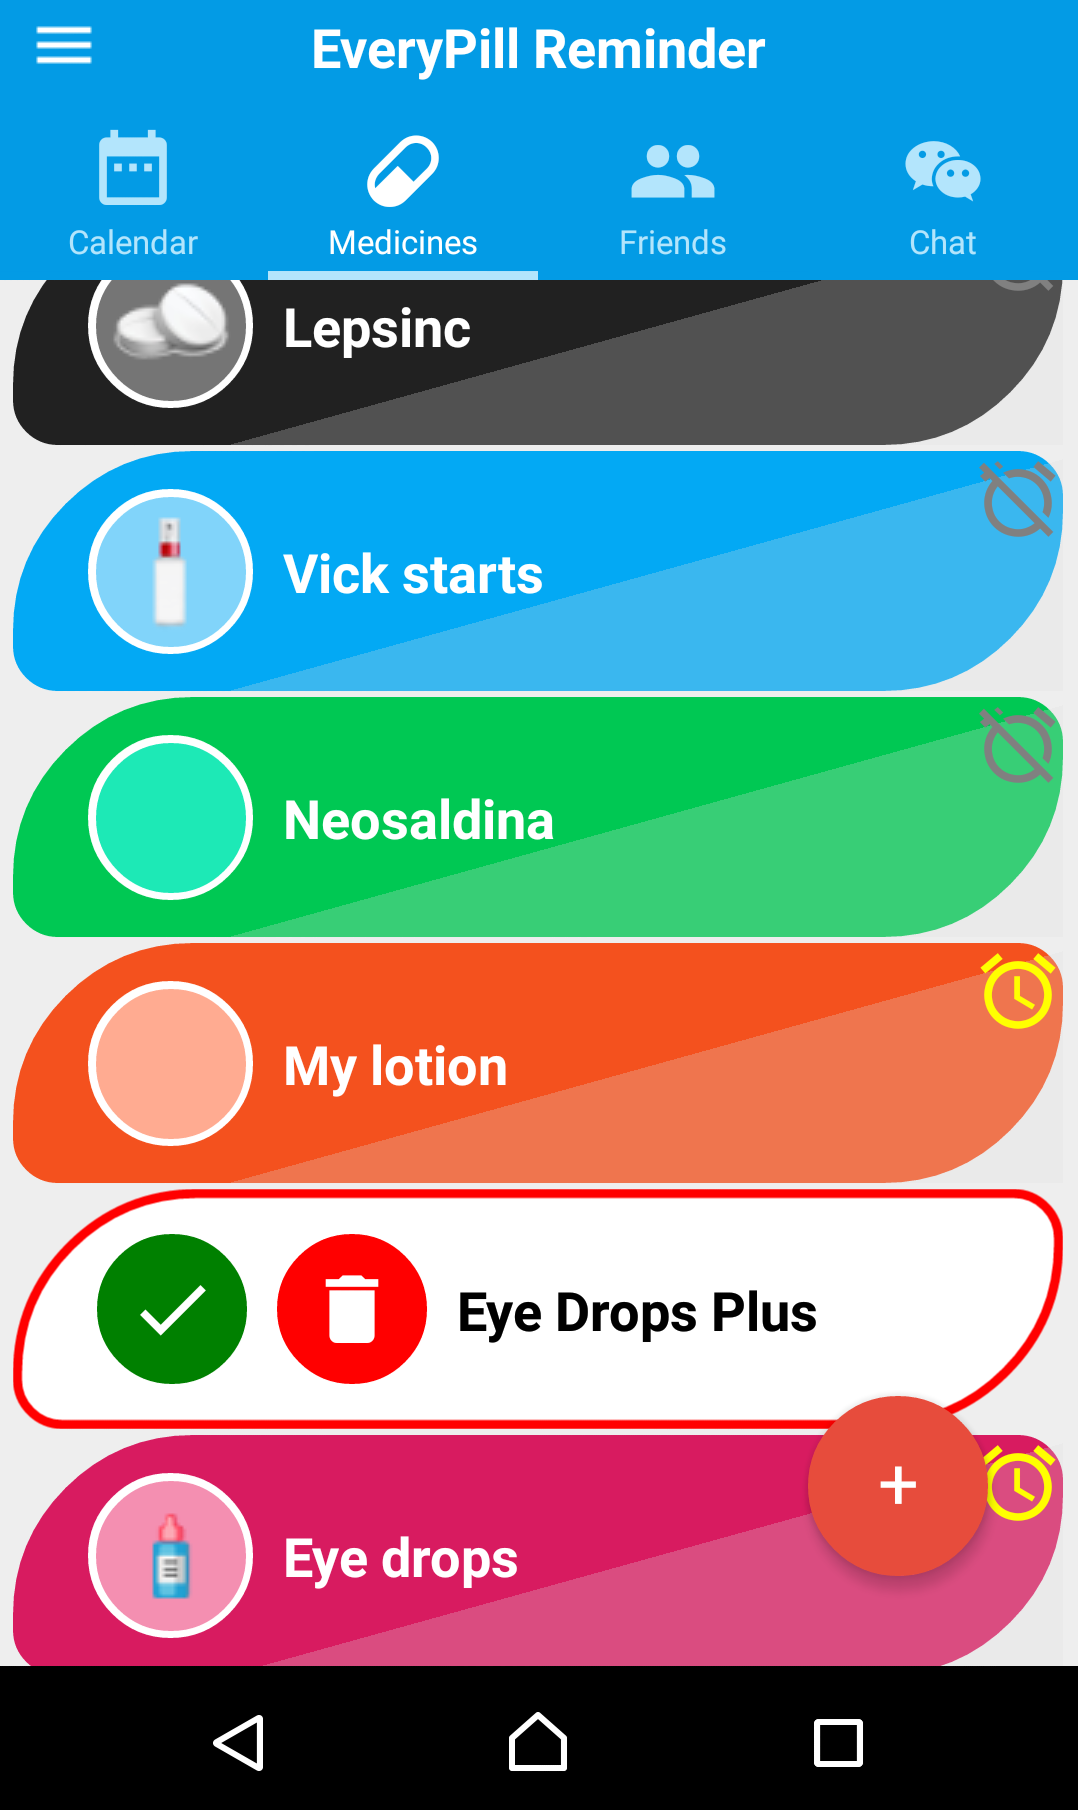 EveryPill Reminder
Calendar
Medicines
Friends
Chat
Lepsinc
Vick starts
Neosaldina
My lotion
Eye Drops Plus
+
Eye drops